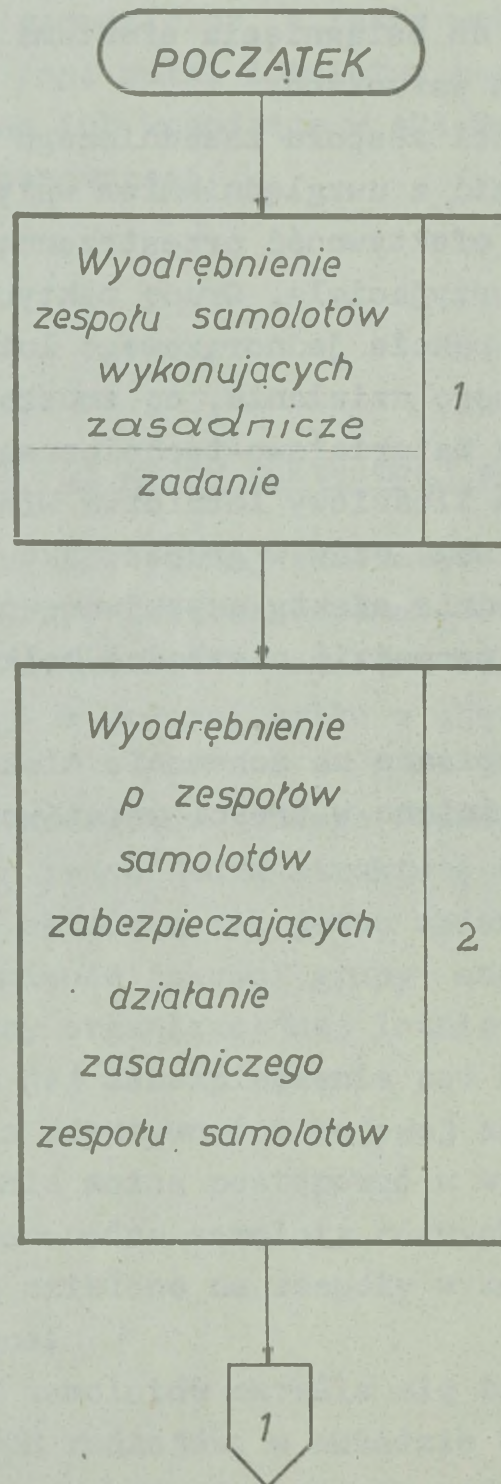 POCZĄTEK
Wyodrębnienie
zespołu samolotów
wykonujących
zasadnicze
zadanie
1
Wyodrębnienie
p zespołów
samolotów
zabezpieczających
działanie
zasadniczego
zespołu samolotów
2
1